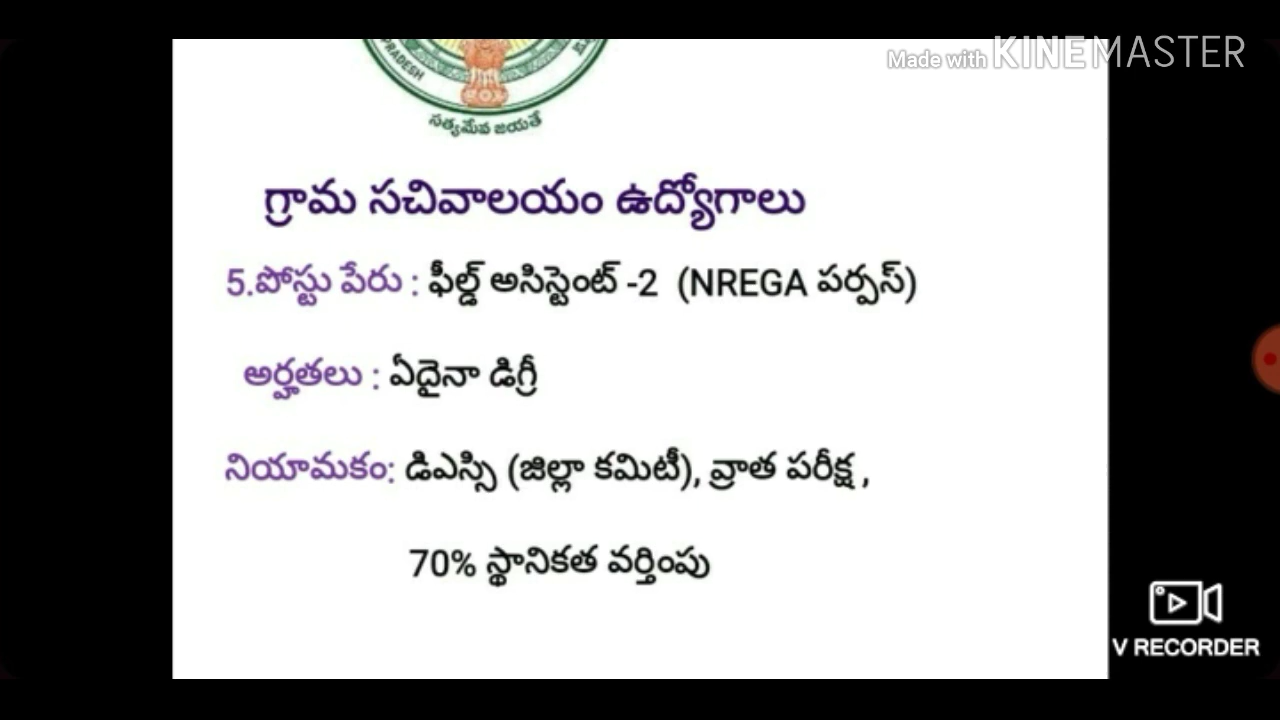 Made with KINEMASTER
PRADESH
సత్యమేవ జయతే
గ్రామ సచివాలయం ఉద్యోగాలు
5.పోస్టు పేరు : ఫీల్డ్ అసిస్టెంట్ -2 (NREGA పర్పస్)
అర్హతలు : ఏదైనా డిగ్రీ
నియామకం: డిఎస్సి (జిల్లా కమిటీ), వ్రాత పరీక్ష ,
70% స్థానికత వర్తింపు
V RECORDER